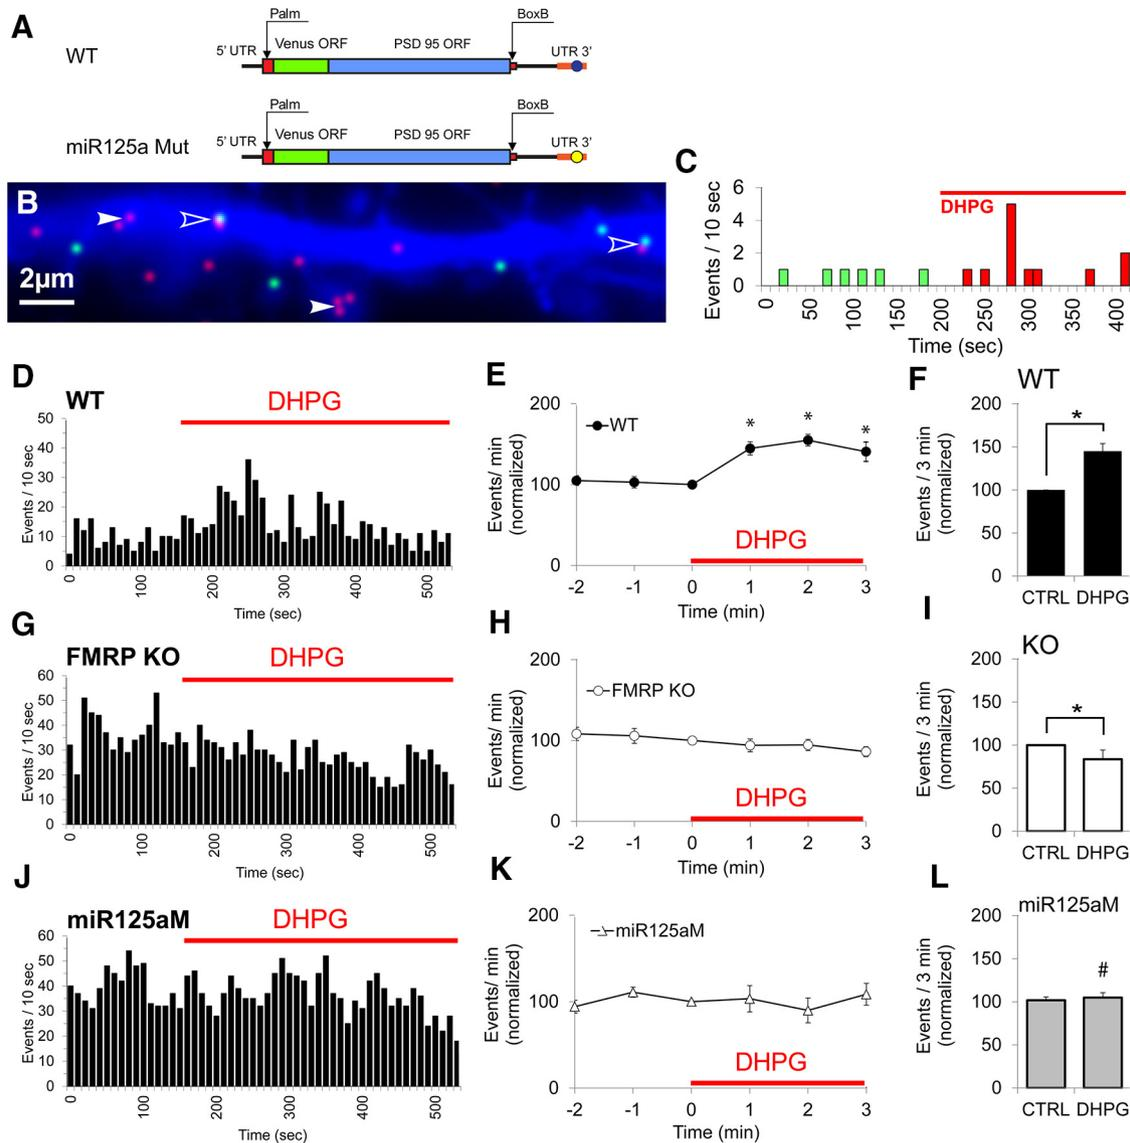 A
Palm
BoxB
WT
5' UTR
Venus ORF
PSD 95 ORF
UTR 3'
Palm
BoxB
miR125a Mut
5' UTR
Venus ORF
PSD 95 ORF
UTR 3'
B
2μm
C
Events / 10 sec
6
4
2
0
DHPG
0
50
100
150
200
250
300
350
400
Time (sec)
D
WT
DHPG
Events / 10 sec
50
40
30
20
10
0
0
100
200
300
400
500
Time (sec)
E
Events/ min
(normalized)
200
100
0
WT
*
*
*
DHPG
-2
-1
0
1
2
3
Time (min)
F
WT
Events / 3 min
(normalized)
200
150
100
50
0
*
CTRL DHPG
G
FMRP KO
DHPG
Events / 10 sec
60
50
40
30
20
10
0
0
100
200
300
400
500
Time (sec)
H
Events/ min
(normalized)
200
100
0
FMRP KO
DHPG
-2
-1
0
1
2
3
Time (min)
I
KO
Events / 3 min
(normalized)
200
150
100
50
0
*
CTRL DHPG
J
miR125aM
DHPG
Events / 10 sec
60
50
40
30
20
10
0
0
100
200
300
400
500
Time (sec)
K
Events/ min
(normalized)
200
100
0
miR125aM
DHPG
-2
-1
0
1
2
3
Time (min)
L
miR125aM
Events / 3 min
(normalized)
200
150
100
50
0
#
CTRL DHPG